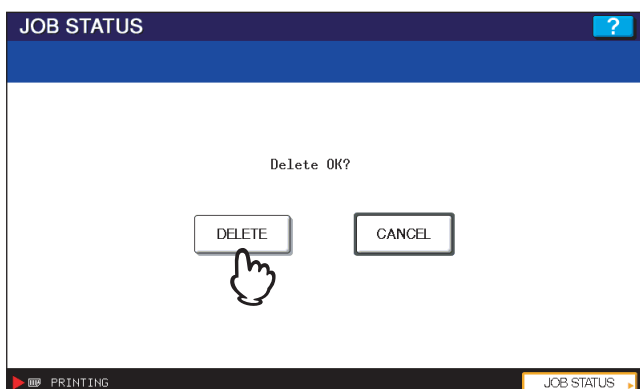 JOB STATUS ?
Delete OK?
DELETE CANCEL
PRINTING JOB STATUS